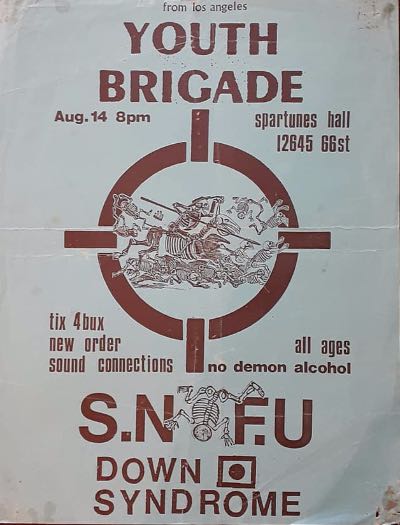 from los angeles
YOUTH
BRIGADE
Aug. 14 8pm
spartunes hall
12645 66st
tix 4bux
new order
sound connections
all ages
no demon alcohol
S.N.F.U
DOWN
SYNDROME